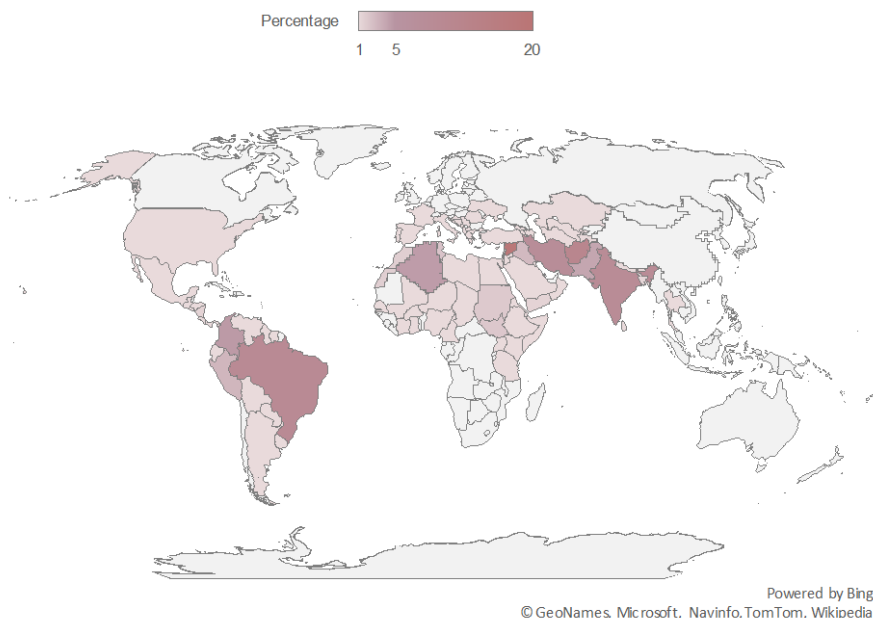 Percentage
1 5 20
Powered by Bing
© GeoNames, Microsoft, Navinfo, TomTom, Wikipedia